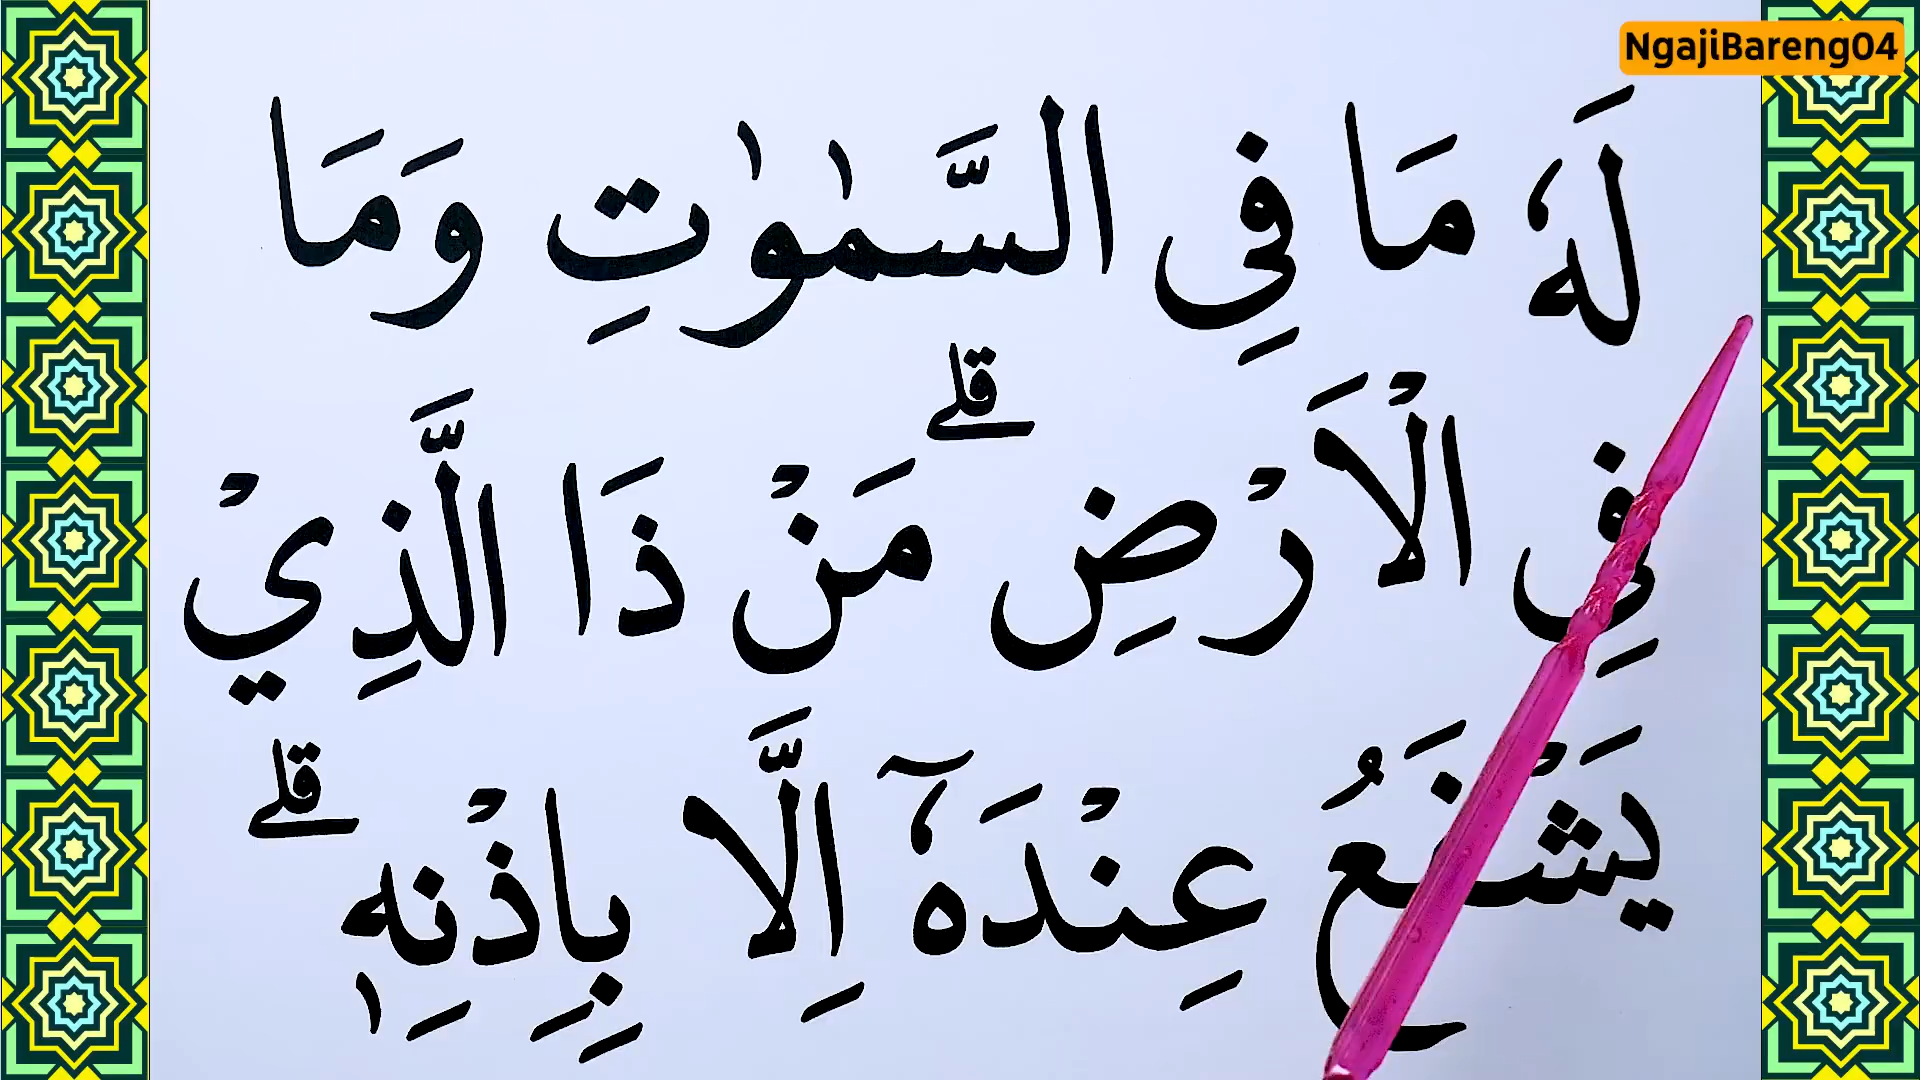 NgajiBareng04
لَهٗ مَا فِى السَّمٰوٰتِ وَمَا
فِى الْاَرْضِ ۗ مَنْ ذَا الَّذِيْ
يَشْفَعُ عِنْدَهٗٓ اِلَّا بِاِذْنِهٖ ۗ